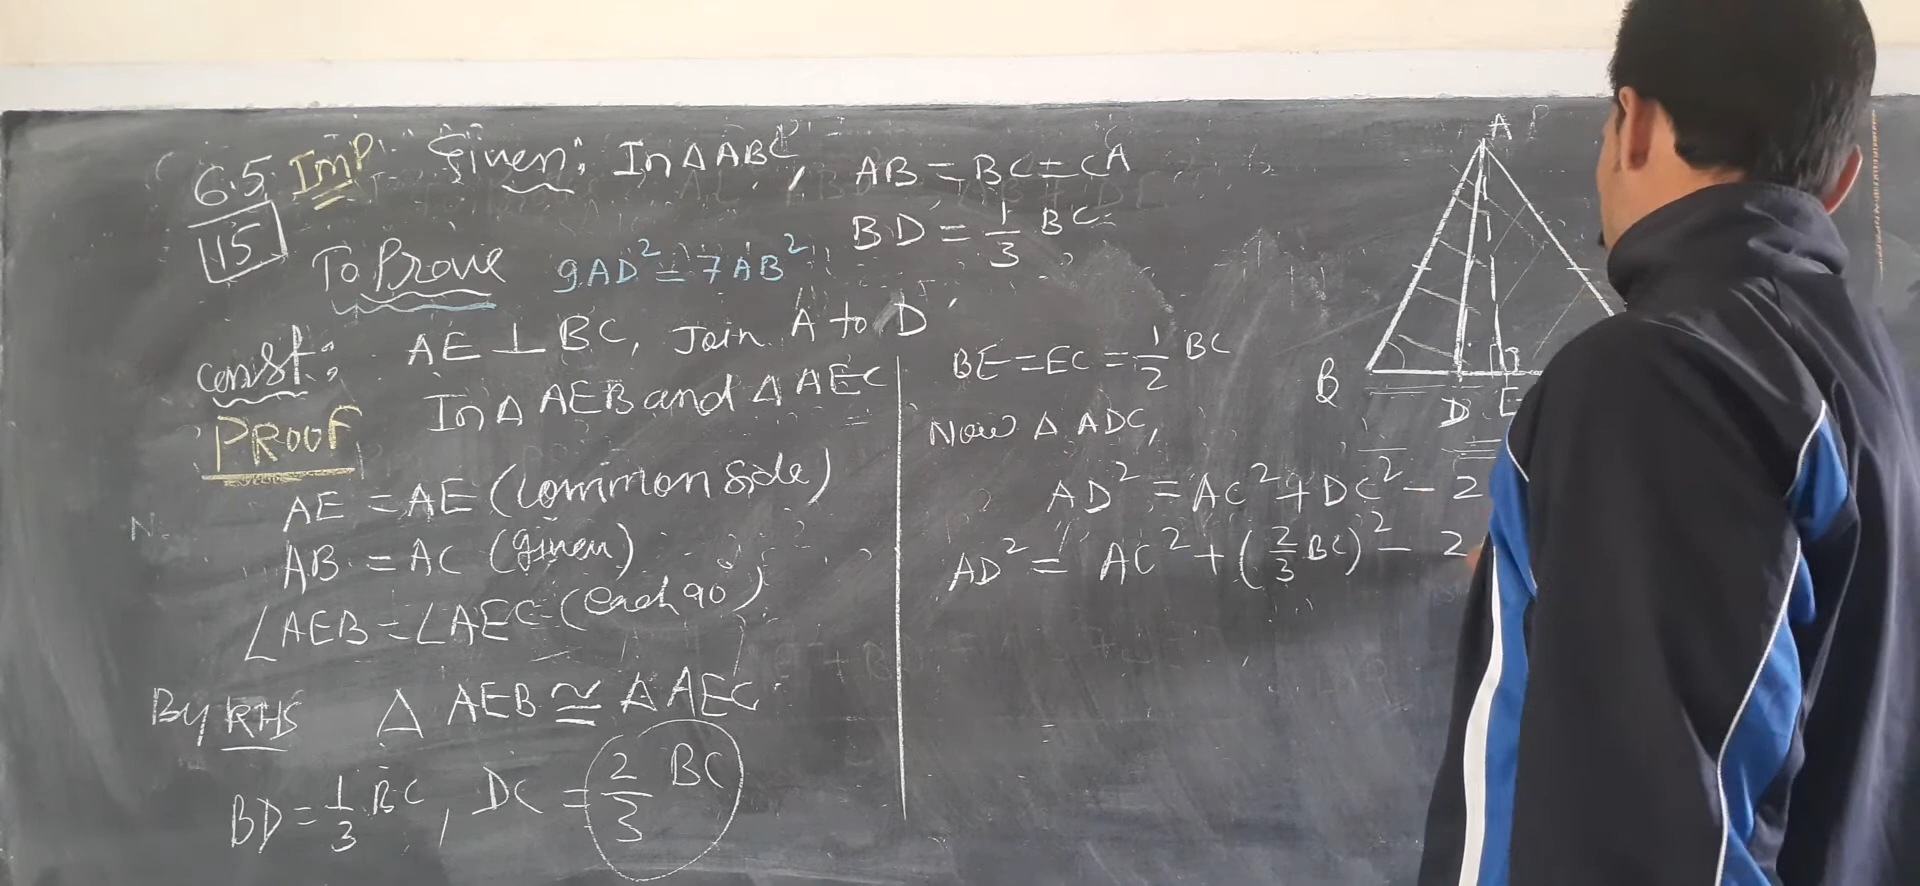 6.5 Imp. Given: In △ ABC, AB = BC = CA
15
BD = 1/3 BC
To Prove 9AD² = 7AB²
const: AE ⊥ BC, Join A to D
PROOF In △ AEB and △ AEC
AE = AE (common side)
AB = AC (given)
∠AEB = ∠AEC (each 90°)
By RHS △ AEB ≅ △ AEC
BD = 1/3 BC, DC = 2/3 BC
BE = EC = 1/2 BC
Now △ ADC,
AD² = AC² + DC² - 2
AD² = AC² + (2/3 BC)² - 2
A
B
D E